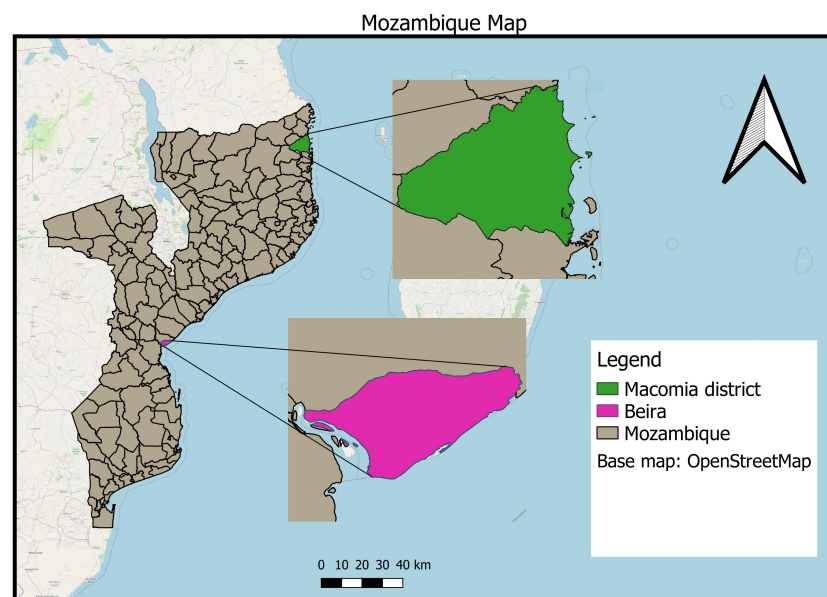 Mozambique Map
Legend
Macomia district
Beira
Mozambique
Base map: OpenStreetMap
0 10 20 30 40 km